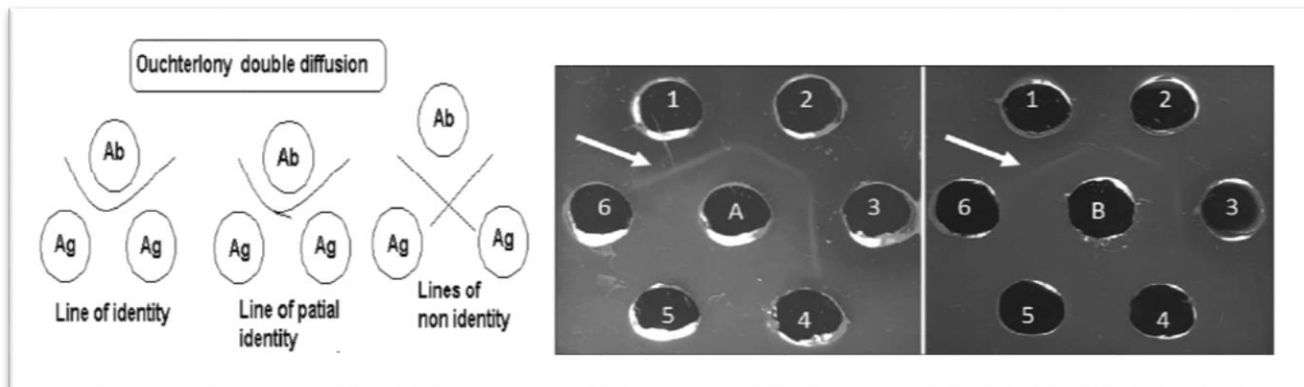 Ouchterlony double diffusion
Ab
Ab
Ab
Ag
Ag
Ag
Ag
Ag
Ag
Line of identity
Line of patial
identity
Lines of
non identity
1
2
6
A
3
5
4
1
2
6
B
3
5
4